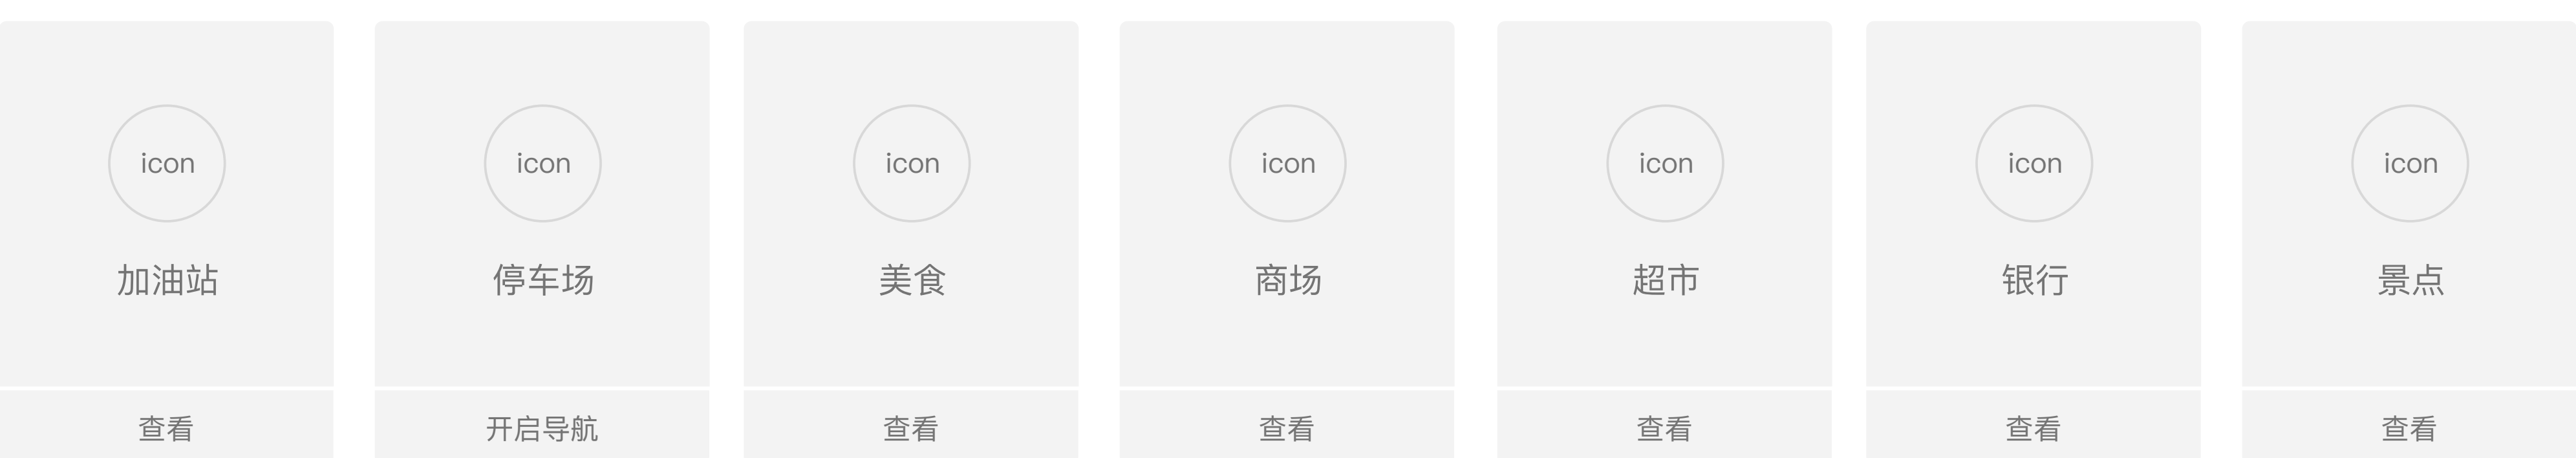 icon icon icon icon icon icon icon
加油站 停车场 美食 商场 超市 银行 景点
查看 开启导航 查看 查看 查看 查看 查看